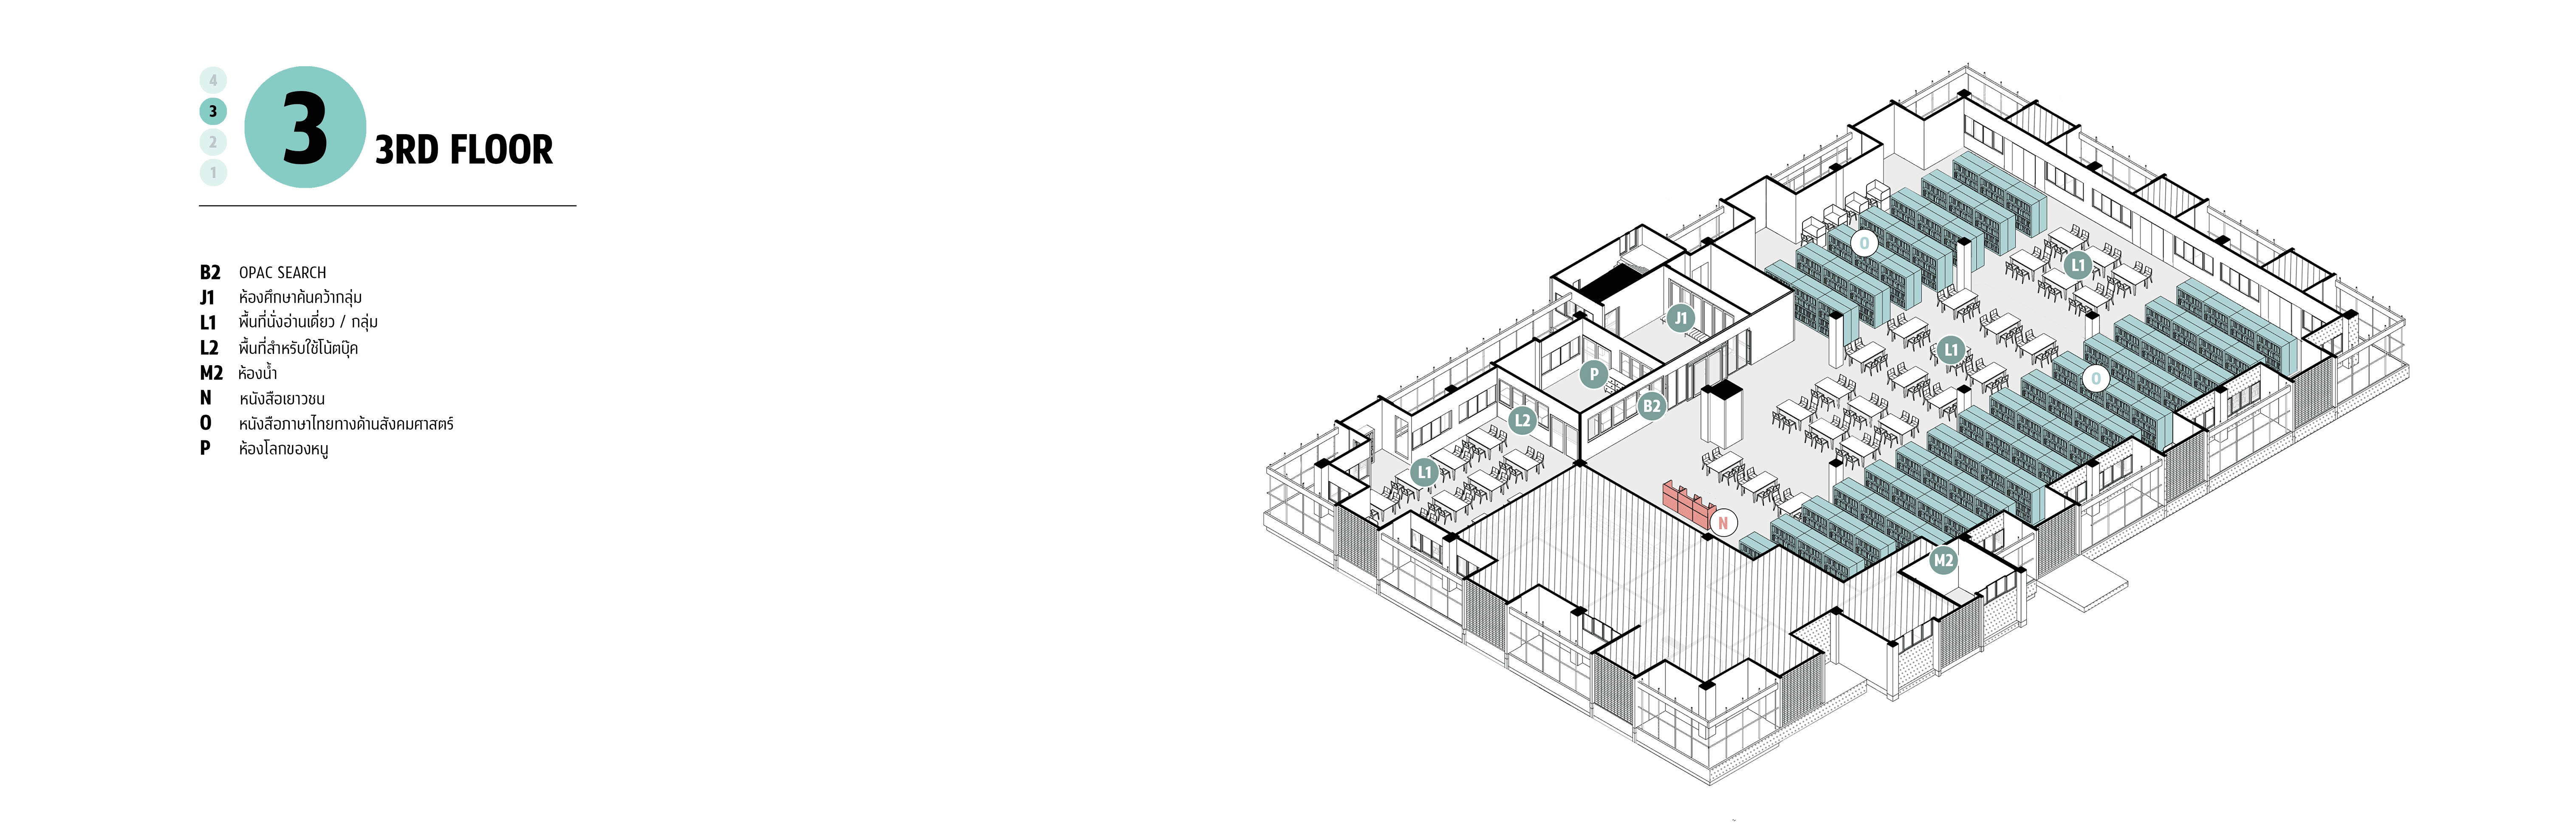 4
3
2
1
3
3RD FLOOR
B2 OPAC SEARCH
J1 ห้องศึกษาค้นคว้ากลุ่ม
L1 พื้นที่นั่งอ่านเดี่ยว / กลุ่ม
L2 พื้นที่สำหรับใช้โน้ตบุ๊ค
M2 ห้องน้ำ
N หนังสือเยาวชน
O หนังสือภาษาไทยทางด้านสังคมศาสตร์
P ห้องโลกของหนู
O
L1
J1
L1
P
O
B2
L2
L1
N
M2